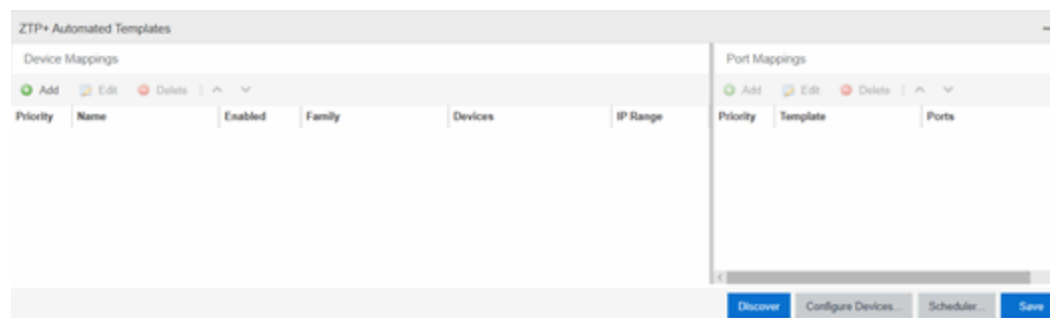 ZTP+ Automated Templates
Device Mappings
Port Mappings
Add Edit Delete
Add Edit Delete
Priority Name Enabled Family Devices IP Range
Priority Template Ports
Discover Configure Devices... Scheduler... Save